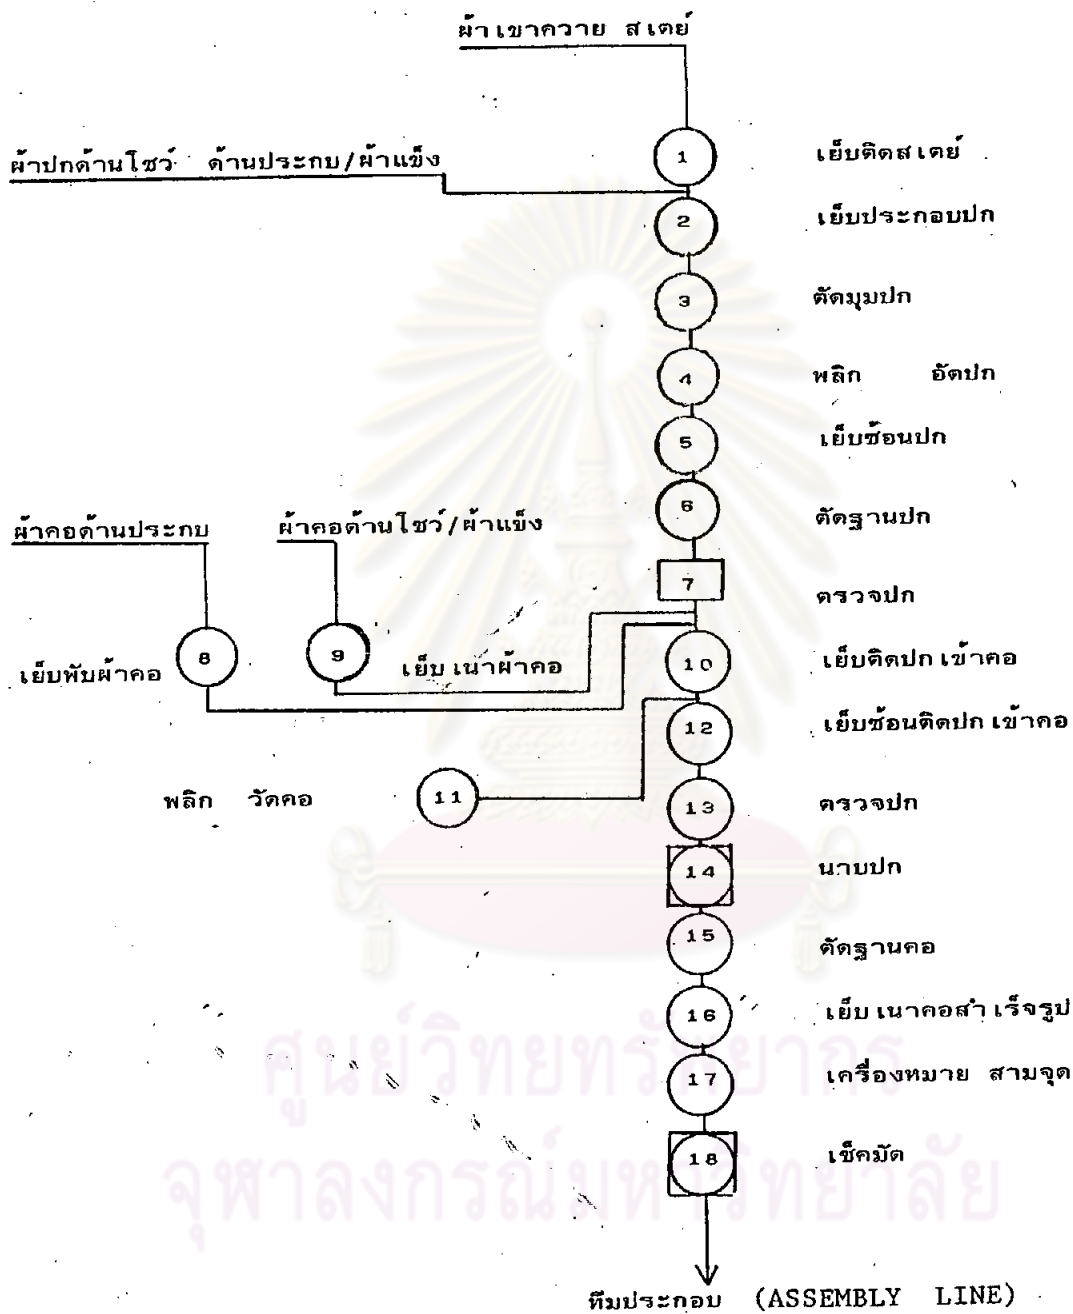 ผ้าเขาควาย สเตย์
ผ้าปกด้านโชว์ ด้านประกบ/ผ้าแข็ง
1 เย็บติดสเตย์
2 เย็บประกอบปก
3 ตัดมุมปก
4 พลิก อัดปก
5 เย็บซ้อนปก
6 ตัดฐานปก
ผ้าคอด้านประกบ ผ้าคอด้านโชว์/ผ้าแข็ง
7 ตรวจปก
เย็บพับผ้าคอ 8 9 เย็บเนาผ้าคอ
10 เย็บติดปกเข้าคอ
12 เย็บซ้อนติดปกเข้าคอ
พลิก วัดคอ 11
13 ตรวจปก
14 นาบปก
15 ตัดฐานคอ
16 เย็บเนาคอสำเร็จรูป
17 เครื่องหมาย สามจุด
18 เช็คมัด
ทีมประกอบ (ASSEMBLY LINE)
ศูนย์วิทยทรัพยากร
จุฬาลงกรณ์มหาวิทยาลัย